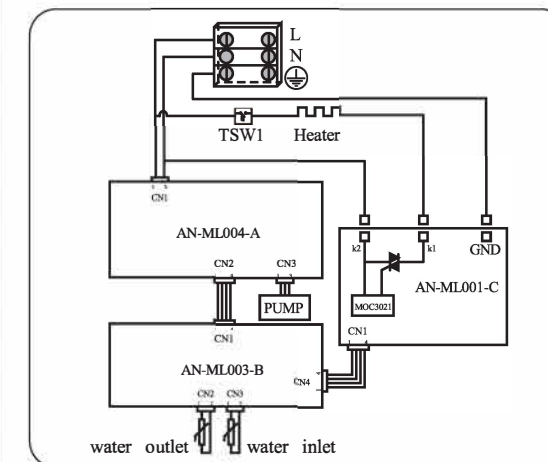 L
N
TSW1 Heater
CN1
AN-ML004-A
k2 k1 GND
CN2 CN3
AN-ML001-C
PUMP
MOC3021
CN1
CN1
AN-ML003-B
CN4
CN2 CN3
water outlet water inlet